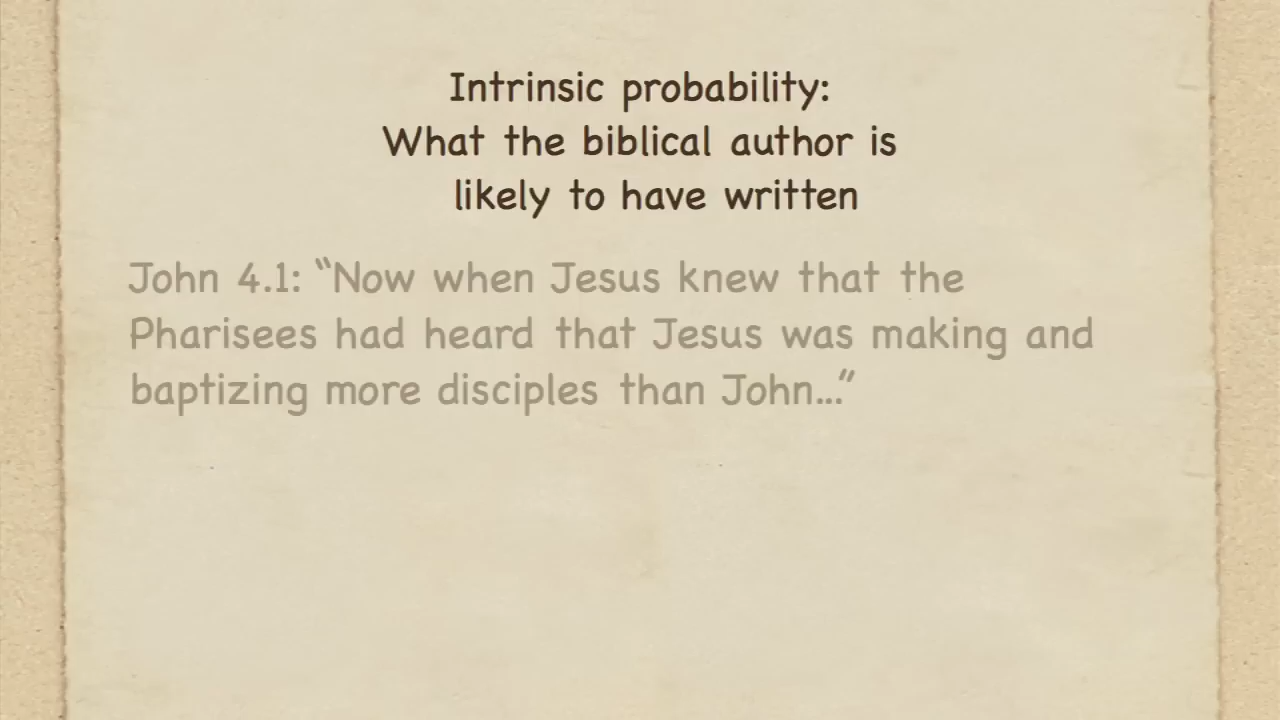 Intrinsic probability:
What the biblical author is
likely to have written
John 4.1: “Now when Jesus knew that the
Pharisees had heard that Jesus was making and
baptizing more disciples than John...”